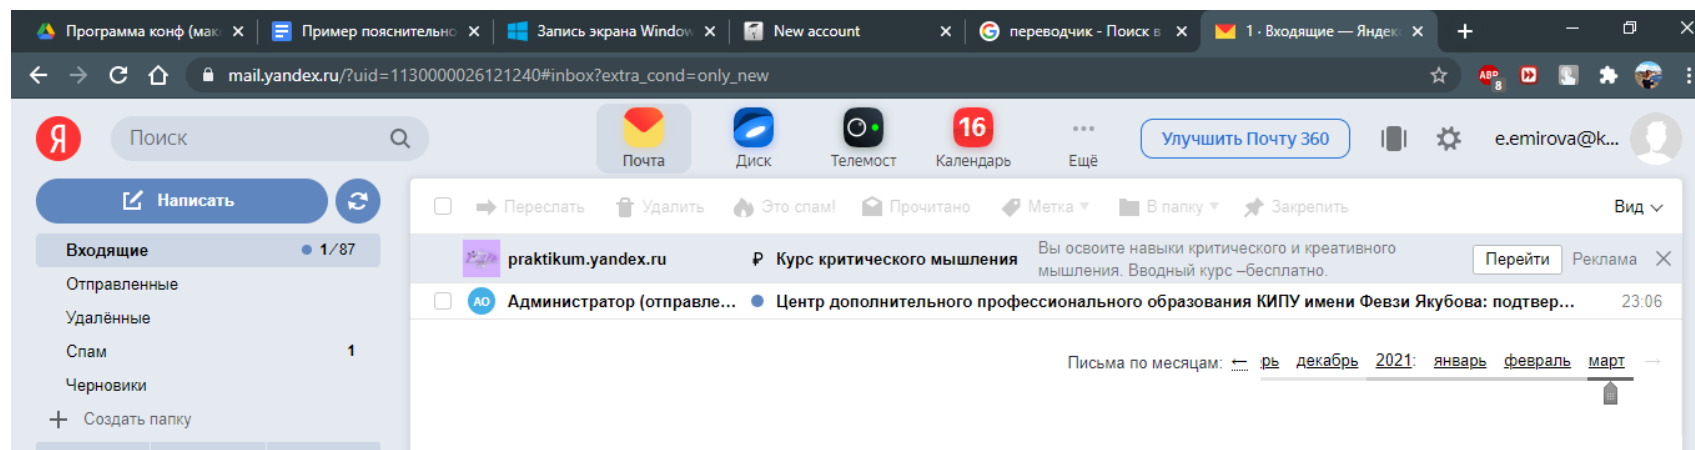 Программа конф (мак
Пример пояснительно
Запись экрана Window
New account
переводчик - Поиск в
1 · Входящие — Яндек
mail.yandex.ru/?uid=1130000026121240#inbox?extra_cond=only_new
ABP 8
Я
Поиск
Почта
Диск
Телемост
16
Календарь
Ещё
Улучшить Почту 360
e.emirova@k...
Написать
Переслать
Удалить
Это спам!
Прочитано
Метка
В папку
Закрепить
Вид
Входящие 1/87
Отправленные
Удалённые
Спам 1
Черновики
Создать папку
praktikum.yandex.ru
₽ Курс критического мышления
Вы освоите навыки критического и креативного
мышления. Вводный курс –бесплатно.
Перейти
Реклама
АО
Администратор (отправле...
Центр дополнительного профессионального образования КИПУ имени Февзи Якубова: подтвер...
23:06
Письма по месяцам: ← рь декабрь 2021: январь февраль март →